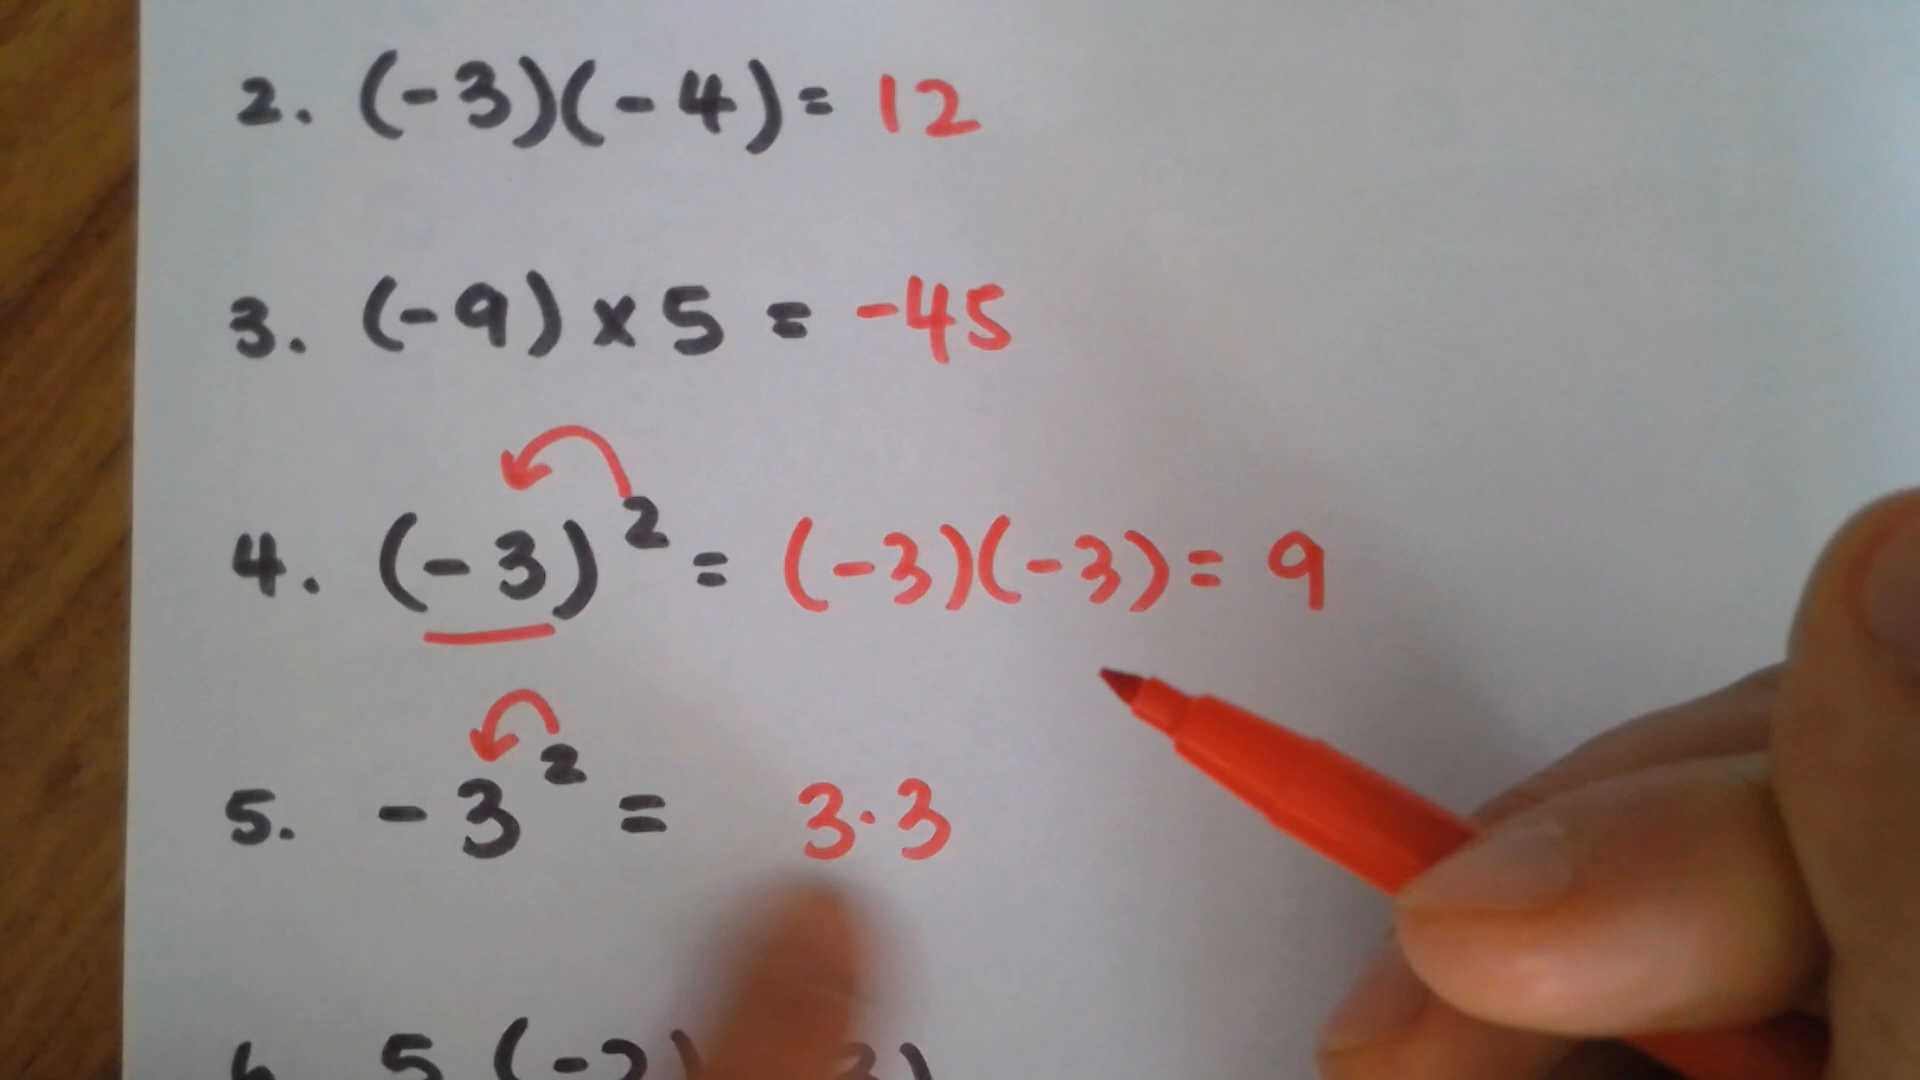 2. (-3)(-4)= 12
3. (-9) x 5 = -45
4. (-3)² = (-3)(-3) = 9
5. -3² = 3·3